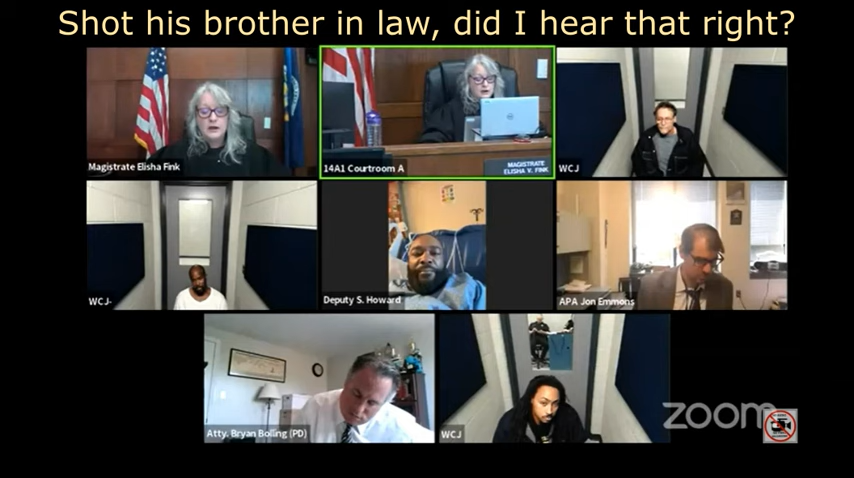 Shot his brother in law, did I hear that right?
Magistrate Elisha Fink
14A1 Courtroom A
MAGISTRATE
ELISHA V. FINK
WCJ
WCJ-
Deputy S. Howard
APA Jon Emmons
Atty. Bryan Bolling (PD)
WCJ
zoom